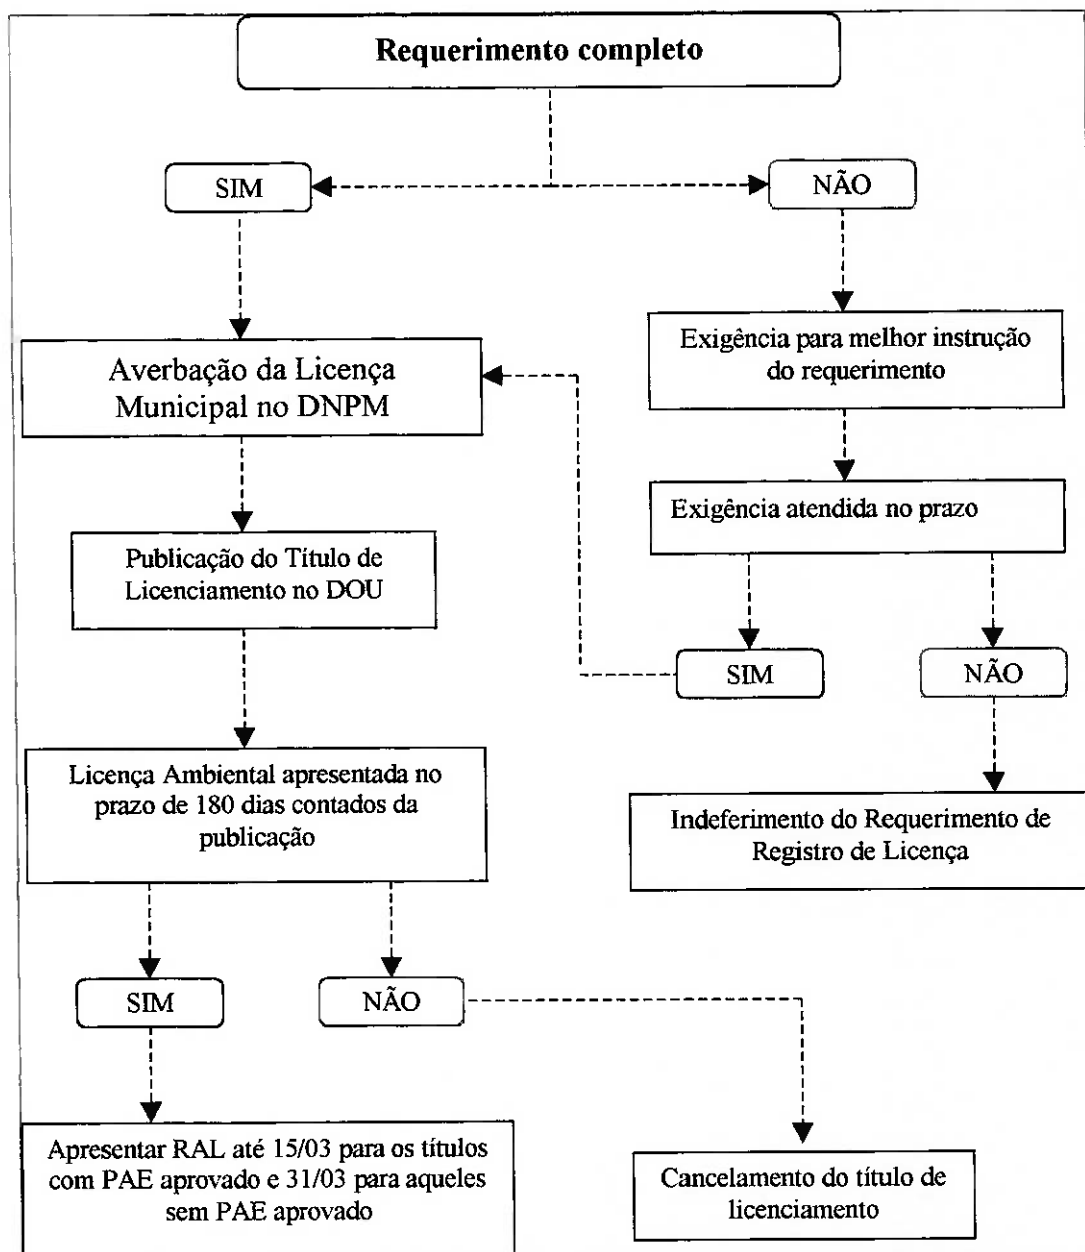 Requerimento completo
SIM
NÃO
Averbação da Licença
Municipal no DNPM
Exigência para melhor instrução
do requerimento
Exigência atendida no prazo
Publicação do Título de
Licenciamento no DOU
SIM
NÃO
Licença Ambiental apresentada no
prazo de 180 dias contados da
publicação
Indeferimento do Requerimento de
Registro de Licença
SIM
NÃO
Apresentar RAL até 15/03 para os títulos
com PAE aprovado e 31/03 para aqueles
sem PAE aprovado
Cancelamento do título de
licenciamento